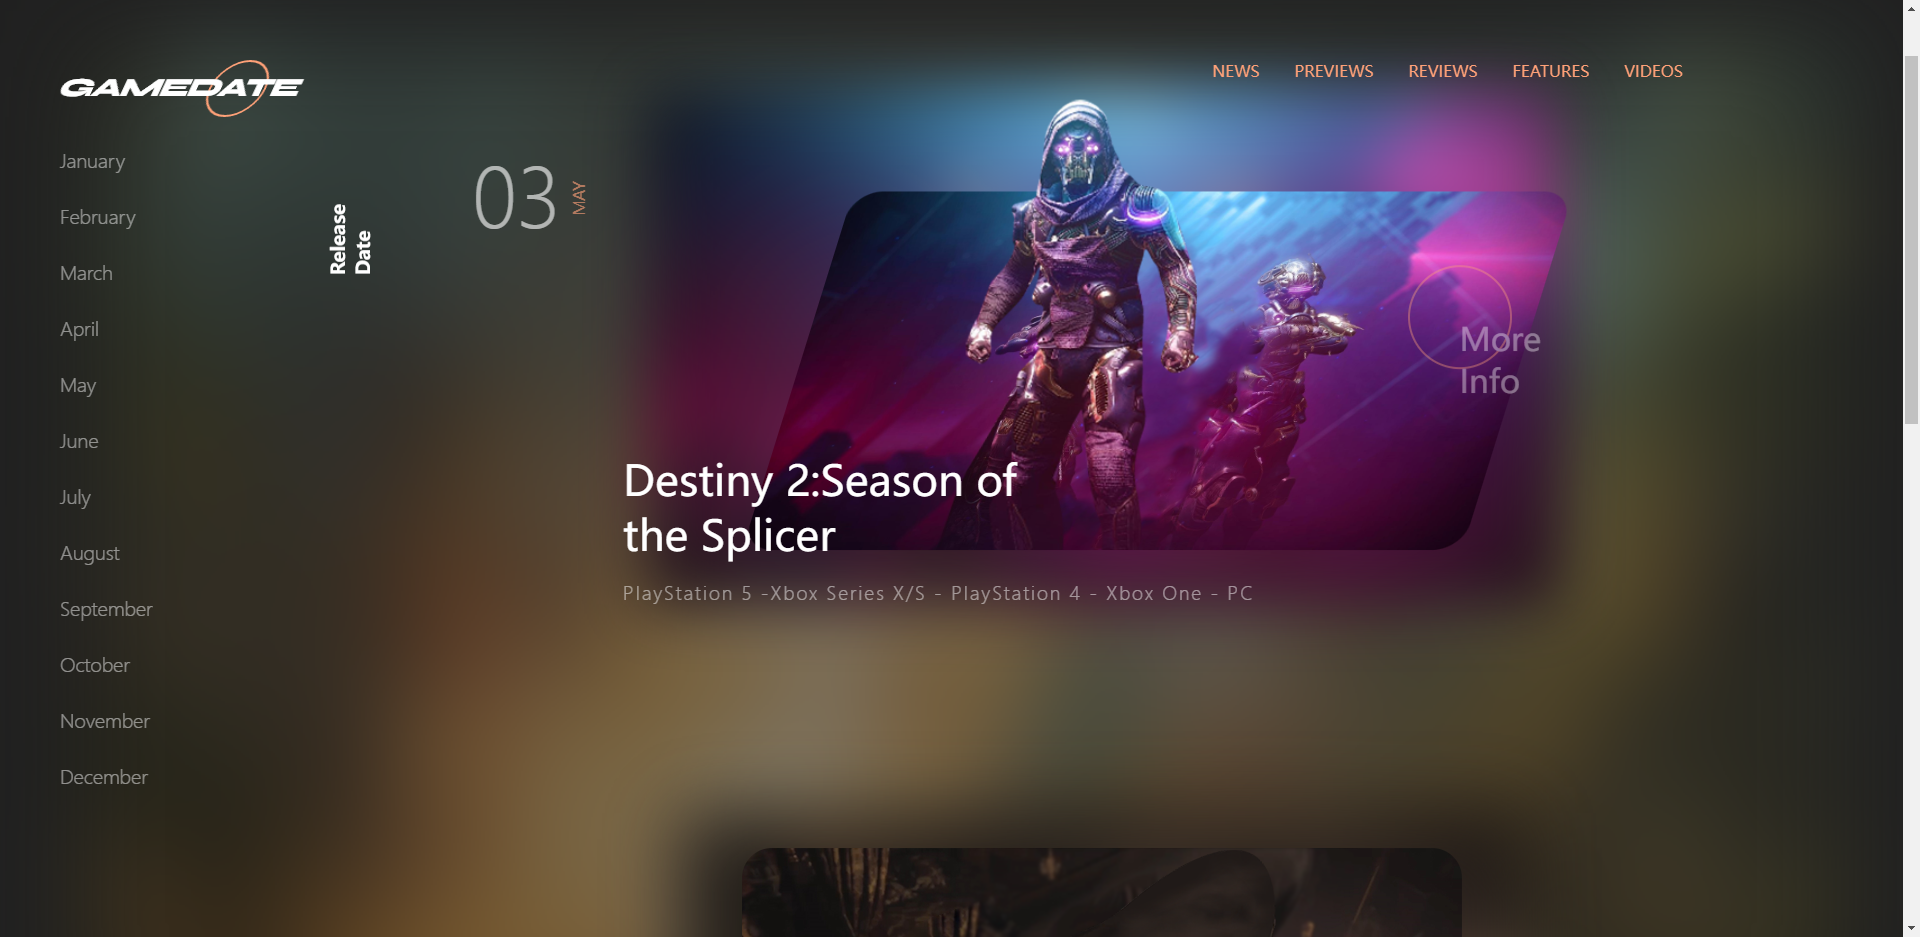 GAMEDATE
NEWS PREVIEWS REVIEWS FEATURES VIDEOS
January
February
March
April
May
June
July
August
September
October
November
December
Release
Date
03 MAY
More
Info
Destiny 2:Season of
the Splicer
PlayStation 5 -Xbox Series X/S - PlayStation 4 - Xbox One - PC